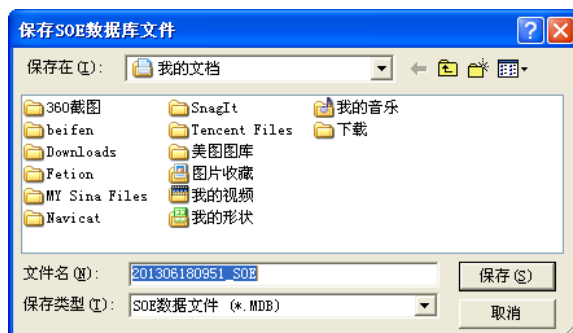 保存SOE数据库文件
保存在(I): 我的文档
360截图 SnagIt 我的音乐
beifen Tencent Files 下载
Downloads 美图图库
Fetion 图片收藏
MY Sina Files 我的视频
Navicat 我的形状
文件名(N): 201306180951_SOE 保存(S)
保存类型(T): SOE数据文件 (*.MDB) 取消